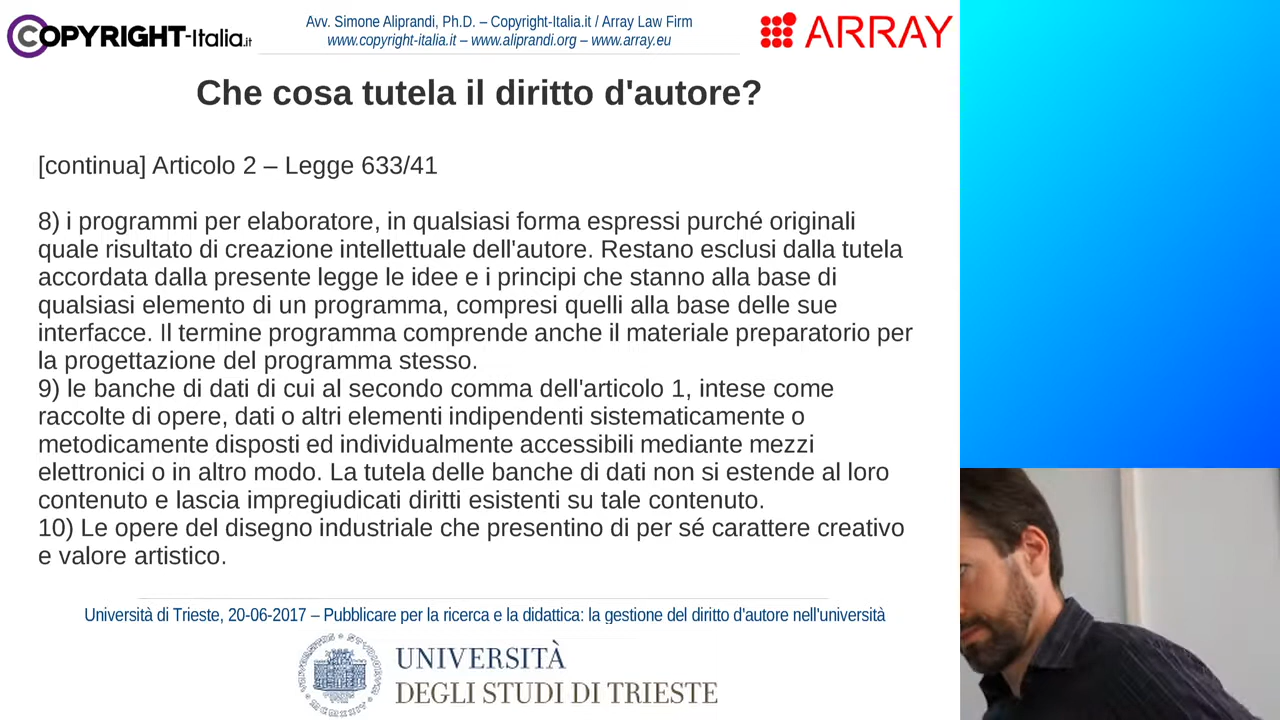 COPYRIGHT-Italia.it
Avv. Simone Aliprandi, Ph.D. – Copyright-Italia.it / Array Law Firm
www.copyright-italia.it – www.aliprandi.org – www.array.eu
ARRAY
Che cosa tutela il diritto d'autore?
[continua] Articolo 2 – Legge 633/41
8) i programmi per elaboratore, in qualsiasi forma espressi purché originali
quale risultato di creazione intellettuale dell'autore. Restano esclusi dalla tutela
accordata dalla presente legge le idee e i principi che stanno alla base di
qualsiasi elemento di un programma, compresi quelli alla base delle sue
interfacce. Il termine programma comprende anche il materiale preparatorio per
la progettazione del programma stesso.
9) le banche di dati di cui al secondo comma dell'articolo 1, intese come
raccolte di opere, dati o altri elementi indipendenti sistematicamente o
metodicamente disposti ed individualmente accessibili mediante mezzi
elettronici o in altro modo. La tutela delle banche di dati non si estende al loro
contenuto e lascia impregiudicati diritti esistenti su tale contenuto.
10) Le opere del disegno industriale che presentino di per sé carattere creativo
e valore artistico.
Università di Trieste, 20-06-2017 – Pubblicare per la ricerca e la didattica: la gestione del diritto d'autore nell'università
UNIVERSITÀ
DEGLI STUDI DI TRIESTE